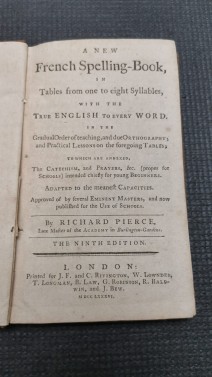 A NEW
French Spelling-Book,
IN
Tables from one to eight Syllables,
WITH THE
TRUE ENGLISH TO EVERY WORD,
IN THE
Gradual Order of teaching, and due ORTHOGRAPHY;
and Practical LESSONS on the foregoing TABLES;
TO WHICH ARE ANNEXED,
The CATECHISM, and PRAYERS, &c. (proper for
SCHOOLS) intended chiefly for young BEGINNERS.
ADAPTED to the meanest CAPACITIES.
Approved of by several EMINENT MASTERS, and now
published for the USE of SCHOOLS.
By RICHARD PIERCE,
Late Master of the ACADEMY in Burlington-Gardens.
THE NINTH EDITION.
LONDON:
Printed for J. F. and C. RIVINGTON, W. LOWNDES,
T. LONGMAN, B. LAW, G. ROBINSON, R. BALD-
WIN, and J. BEW.